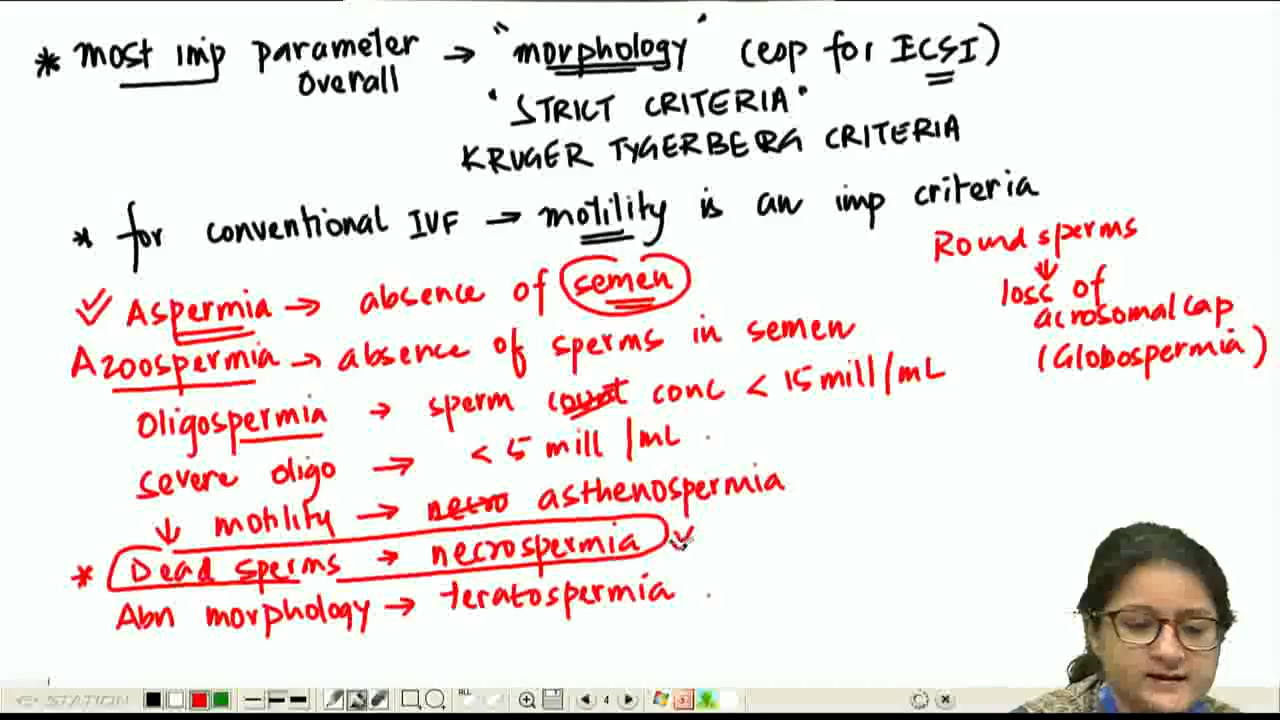 * most imp parameter overall → "morphology" (esp for ICSI)
'STRICT CRITERIA'
KRUGER TYGERBERG CRITERIA
* for conventional IVF → motility is an imp criteria
✓ Aspermia → absence of semen
Azoospermia → absence of sperms in semen
Oligospermia → sperm count conc < 15 mill/mL
severe oligo → < 5 mill/mL
↓ motility → necro asthenospermia
* Dead sperms → necrospermia ✓
Abn morphology → teratospermia
Round sperms
↓
loss of
acrosomal cap
(Globospermia)
E-STATION
ALL
4